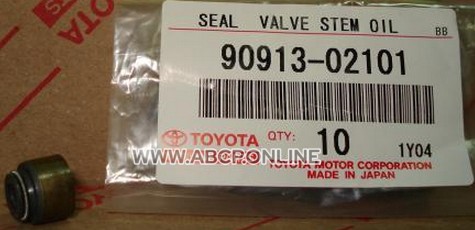 SEAL VALVE STEM OIL BB
90913-02101
TOYOTA QTY: 10 1Y04
WWW.ABCPONLINE
TOYOTA MOTOR CORPORATION
MADE IN JAPAN